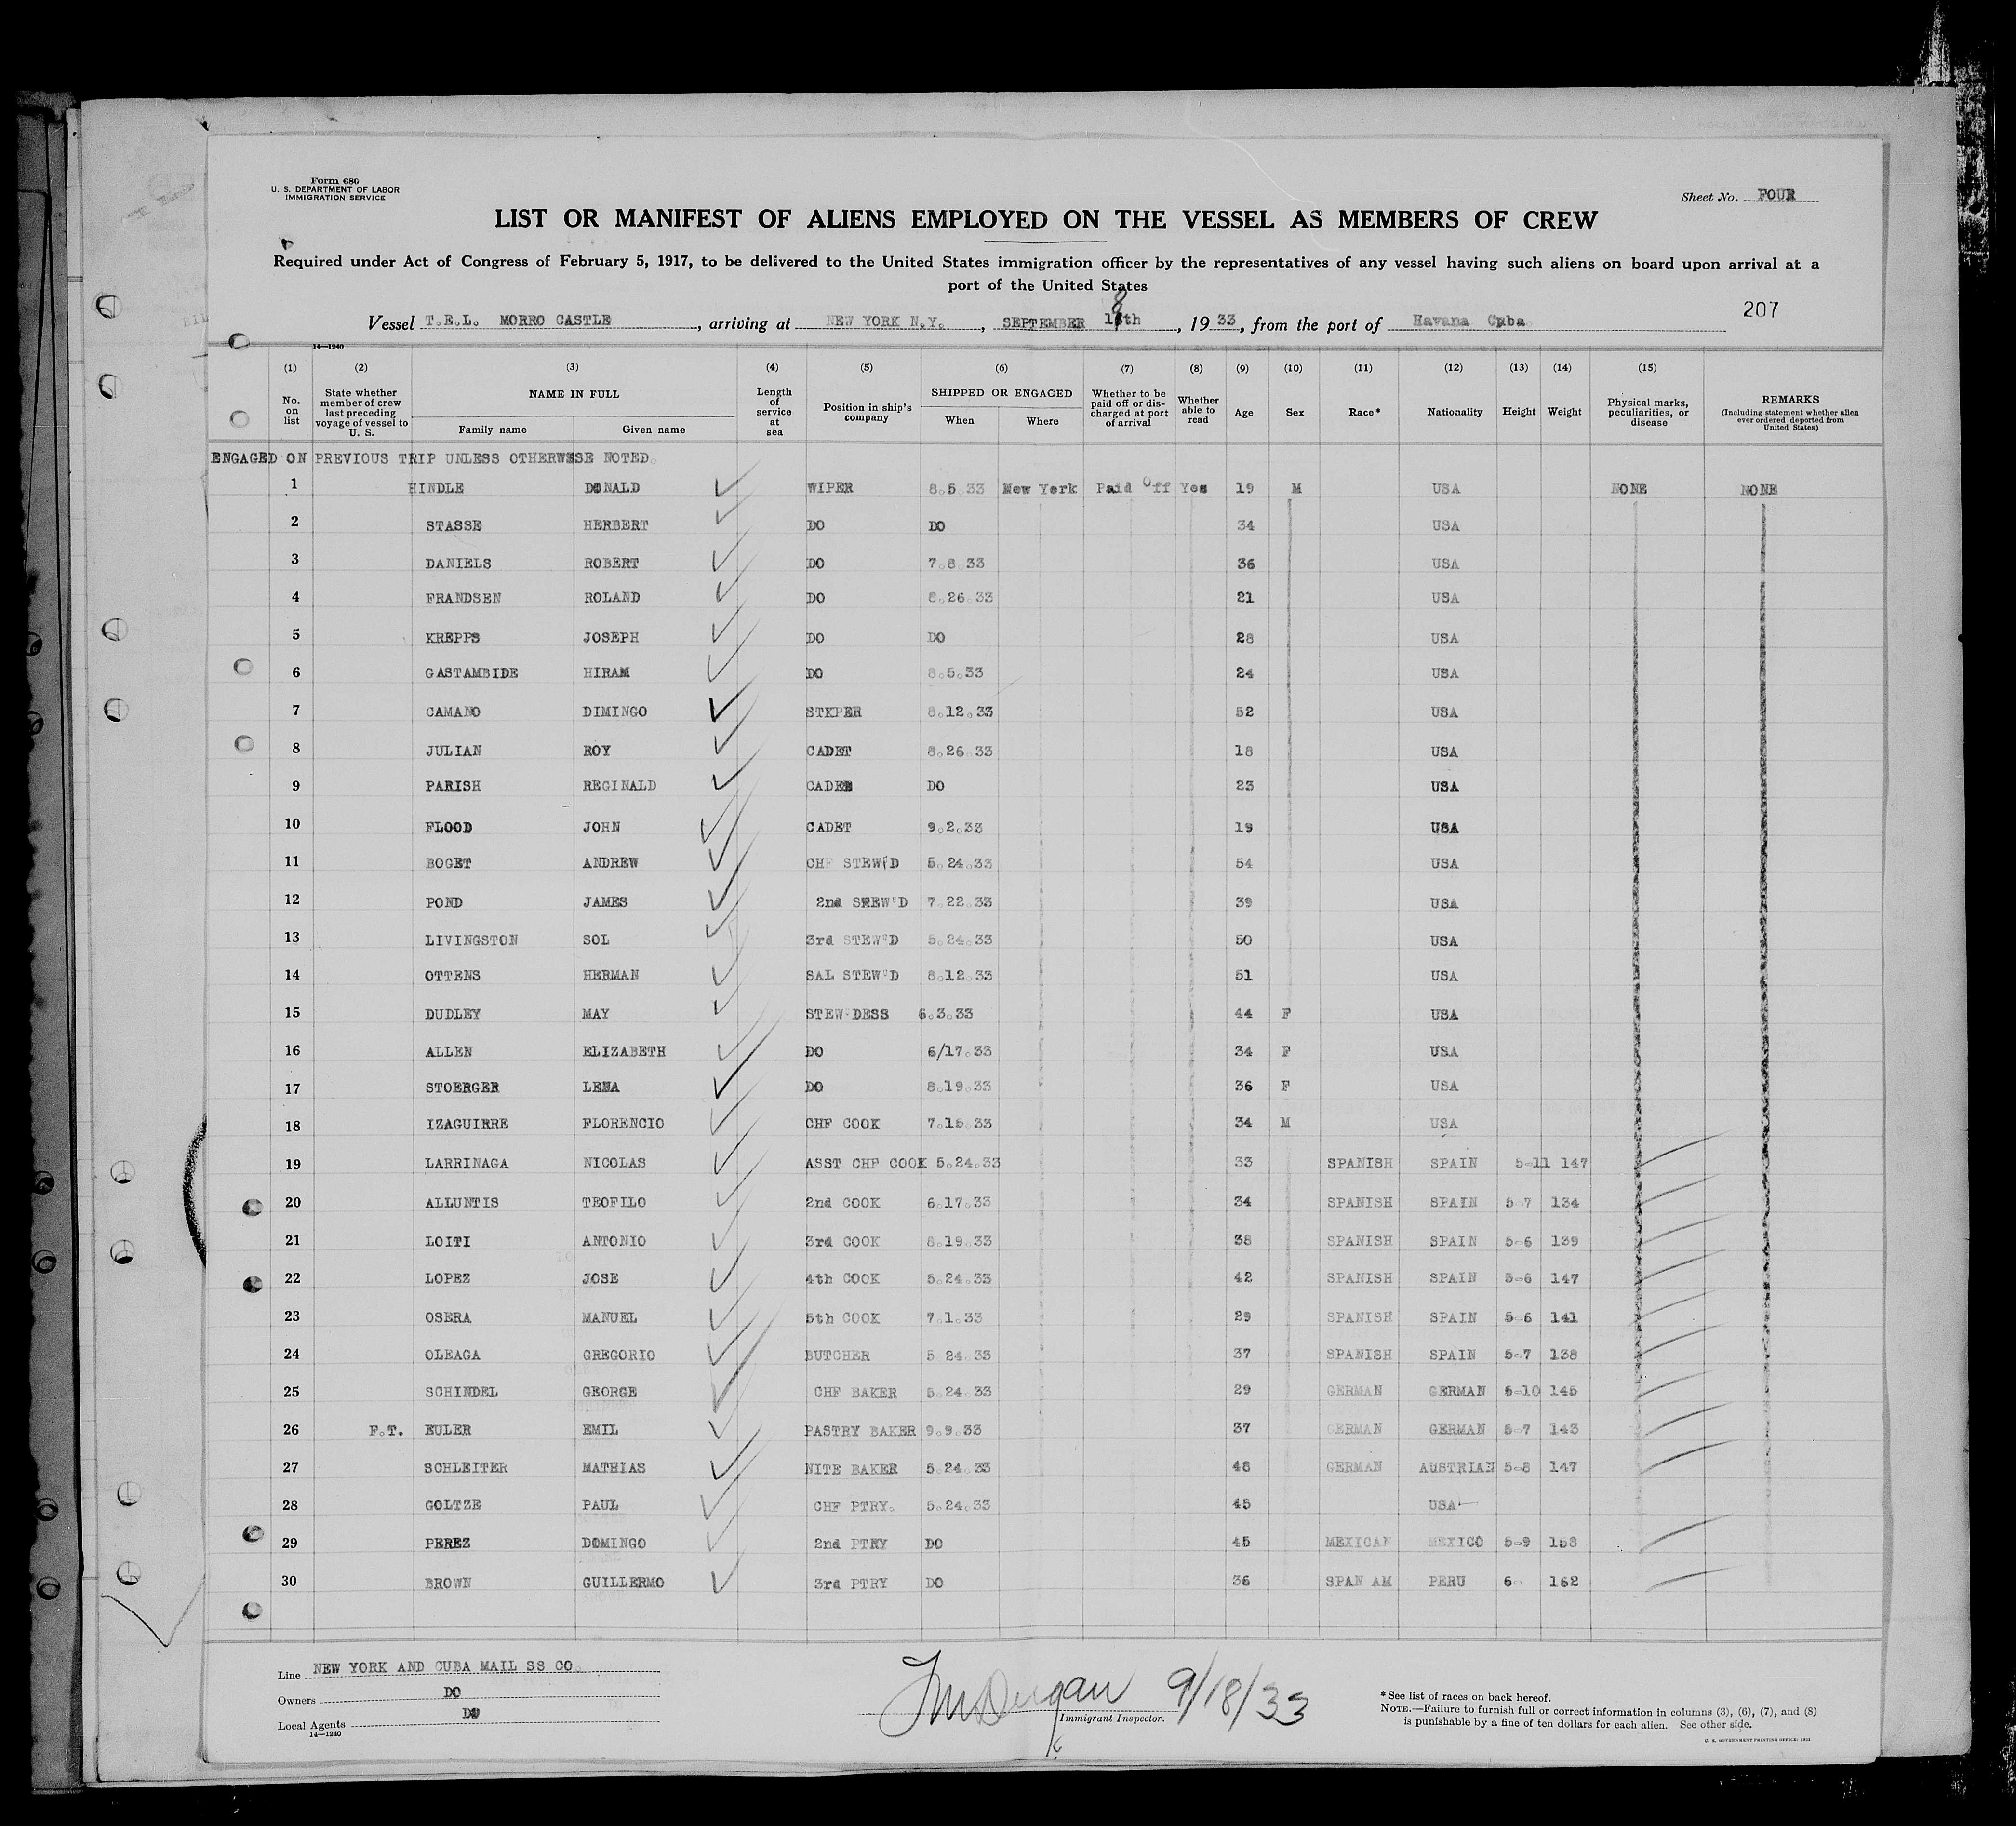 Form 680
U. S. DEPARTMENT OF LABOR
IMMIGRATION SERVICE
Sheet No. FOUR
LIST OR MANIFEST OF ALIENS EMPLOYED ON THE VESSEL AS MEMBERS OF CREW
Required under Act of Congress of February 5, 1917, to be delivered to the United States immigration officer by the representatives of any vessel having such aliens on board upon arrival at a
port of the United States
Vessel T.E.L. MORRO CASTLE, arriving at NEW YORK N.Y., SEPTEMBER 18th, 1933, from the port of Havana Cuba.
207
14—1240
(1) (2) (3) (4) (5) (6) (7) (8) (9) (10) (11) (12) (13) (14) (15)
No. on list State whether member of crew last preceding voyage of vessel to U. S. NAME IN FULL Family name Given name Length of service at sea Position in ship's company SHIPPED OR ENGAGED When Where Whether to be paid off or discharged at port of arrival Whether able to read Age Sex Race* Nationality Height Weight Physical marks, peculiarities, or disease REMARKS (Including statement whether alien ever ordered deported from United States)
ENGAGED ON PREVIOUS TRIP UNLESS OTHERWSSE NOTED.
1 HINDLE DONALD WIPER 8.5.33 New York Paid Off Yes 19 M USA NONE NONE
2 STASSE HERBERT DO DO 34 USA
3 DANIELS ROBERT DO 7.8.33 36 USA
4 FRANDSEN ROLAND DO 8.26.33 21 USA
5 KREPPS JOSEPH DO DO 28 USA
6 GASTAMBIDE HIRAM DO 8.5.33 24 USA
7 CAMANO DIMINGO STKPER 8.12.33 52 USA
8 JULIAN ROY CADET 8.26.33 18 USA
9 PARISH REGINALD CADET DO 23 USA
10 FLOOD JOHN CADET 9.2.33 19 USA
11 BOGET ANDREW CHF STEW'D 5.24.33 54 USA
12 POND JAMES 2nd STEW'D 7.22.33 39 USA
13 LIVINGSTON SOL 3rd STEW'D 5.24.33 50 USA
14 OTTENS HERMAN SAL STEW'D 8.12.33 51 USA
15 DUDLEY MAY STEW'DESS 6.3.33 44 F USA
16 ALLEN ELIZABETH DO 6/17.33 34 F USA
17 STOERGER LENA DO 8.19.33 36 F USA
18 IZAGUIRRE FLORENCIO CHF COOK 7.15.33 34 M USA
19 LARRINAGA NICOLAS ASST CHF COOK 5.24.33 33 SPANISH SPAIN 5-11 147
20 ALLUNTIS TEOFILO 2nd COOK 6.17.33 34 SPANISH SPAIN 5-7 134
21 LOITI ANTONIO 3rd COOK 8.19.33 38 SPANISH SPAIN 5-6 139
22 LOPEZ JOSE 4th COOK 5.24.33 42 SPANISH SPAIN 5-6 147
23 OSERA MANUEL 5th COOK 7.1.33 29 SPANISH SPAIN 5-6 141
24 OLEAGA GREGORIO BUTCHER 5.24.33 37 SPANISH SPAIN 5-7 138
25 SCHINDEL GEORGE CHF BAKER 5.24.33 29 GERMAN GERMAN 5-10 145
26 F.T. EULER EMIL PASTRY BAKER 9.9.33 37 GERMAN GERMAN 5-7 143
27 SCHLEITER MATHIAS NITE BAKER 5.24.33 48 GERMAN AUSTRIAN 5-8 147
28 GOLTZE PAUL CHF PTRY. 5.24.33 45 USA
29 PEREZ DOMINGO 2nd PTRY DO 45 MEXICAN MEXICO 5-9 158
30 BROWN GUILLERMO 3rd PTRY DO 36 SPAN AM PERU 6- 162
Line NEW YORK AND CUBA MAIL SS CO.
Owners DO
Local Agents DO
14—1240
9/18/33
Immigrant Inspector.
*See list of races on back hereof.
NOTE.—Failure to furnish full or correct information in columns (3), (6), (7), and (8)
is punishable by a fine of ten dollars for each alien. See other side.